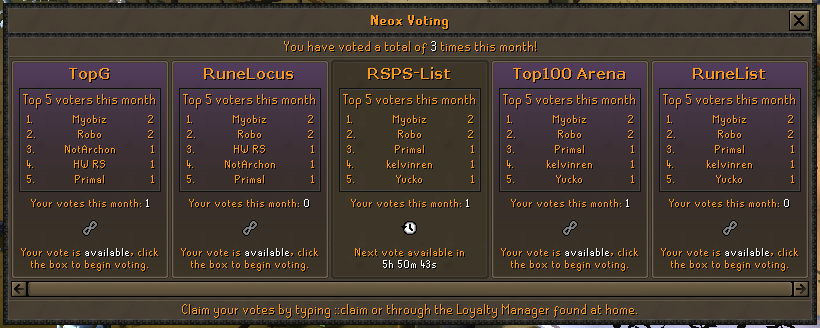 Neox Voting
You have voted a total of 3 times this month!
TopG
Top 5 voters this month
1. Myobiz 2
2. Robo 2
3. NotArchon 1
4. HW RS 1
5. Primal 1
Your votes this month: 1
Your vote is available, click
the box to begin voting.
RuneLocus
Top 5 voters this month
1. Myobiz 2
2. Robo 2
3. HW RS 1
4. NotArchon 1
5. Primal 1
Your votes this month: 0
Your vote is available, click
the box to begin voting.
RSPS-List
Top 5 voters this month
1. Myobiz 2
2. Robo 2
3. Primal 1
4. kelvinren 1
5. Yucko 1
Your votes this month: 1
Next vote available in
5h 50m 43s
Top100 Arena
Top 5 voters this month
1. Myobiz 2
2. Robo 2
3. Primal 1
4. kelvinren 1
5. Yucko 1
Your votes this month: 1
Your vote is available, click
the box to begin voting.
RuneList
Top 5 voters this month
1. Myobiz 2
2. Robo 2
3. Primal 1
4. kelvinren 1
5. Yucko 1
Your votes this month: 0
Your vote is available, click
the box to begin voting.
Claim your votes by typing ::claim or through the Loyalty Manager found at home.